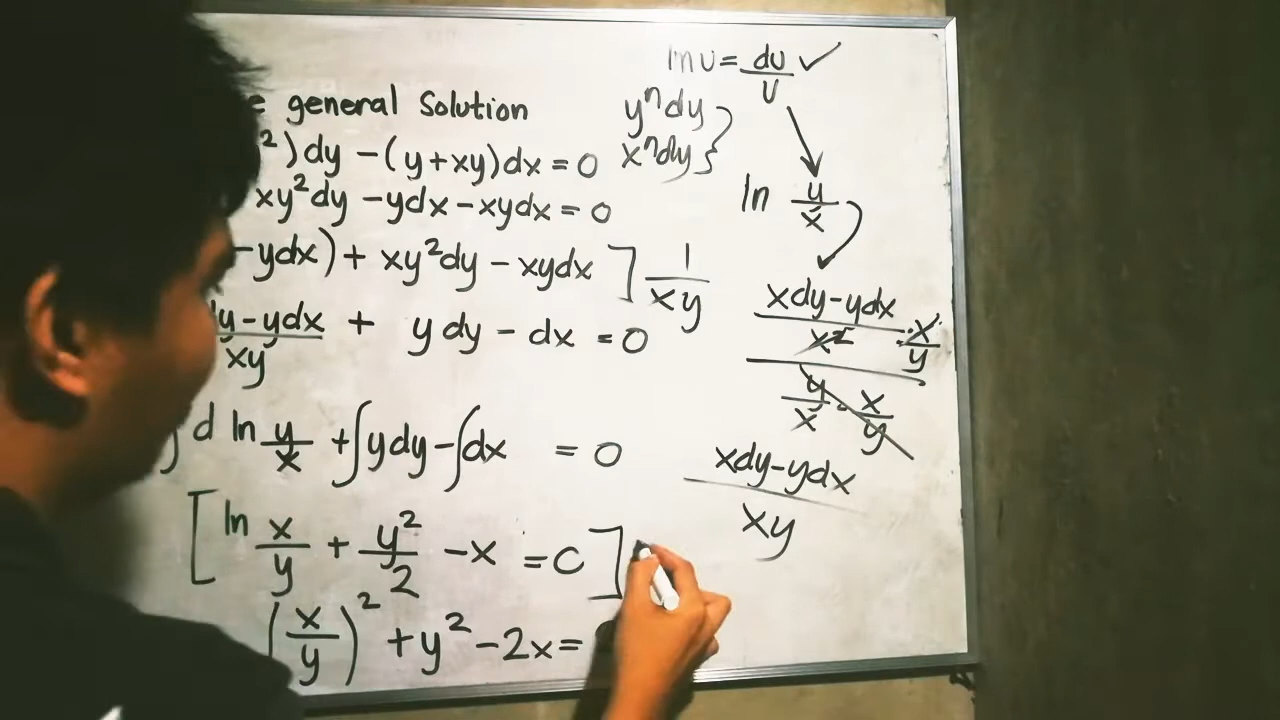 e general Solution
²)dy - (y+xy)dx = 0
xy²dy - ydx - xydx = 0
-ydx) + xy²dy - xydx ] 1/xy
y-ydx/xy + ydy - dx = 0
∫ d ln y/x + ∫ydy - ∫dx = 0
[ ln x/y + y²/2 - x = C ]
(x/y)² + y² - 2x =
ln u = du/u ✓
yⁿdy }
xⁿdy }
ln y/x
xdy-ydx/x² · x/y
y/x · x/y
xdy-ydx/xy